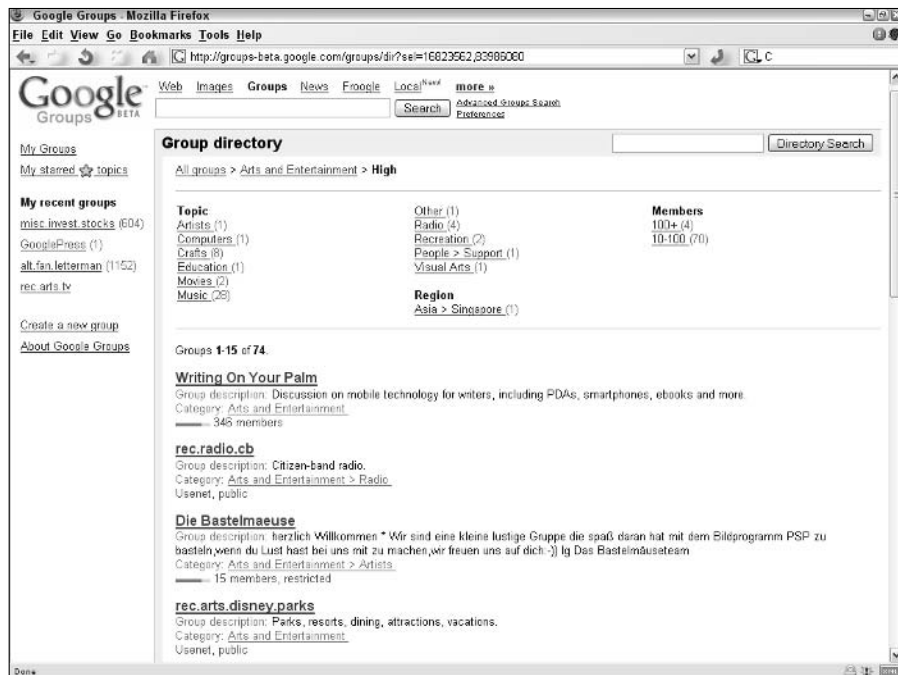 Google Groups - Mozilla Firefox
File Edit View Go Bookmarks Tools Help
http://groups-beta.google.com/groups/dir?sel=16823562,83986060
C
Google
Groups BETA
Web Images Groups News Froogle Local New! more »
Search
Advanced Groups Search
Preferences
My Groups
My starred topics
My recent groups
misc.invest.stocks (604)
GooglePress (1)
alt.fan.letterman (1152)
rec.arts.tv
Create a new group
About Google Groups
Group directory
Directory Search
All groups > Arts and Entertainment > High
Topic
Artists (1)
Computers (1)
Crafts (8)
Education (1)
Movies (2)
Music (28)
Other (1)
Radio (4)
Recreation (2)
People > Support (1)
Visual Arts (1)
Region
Asia > Singapore (1)
Members
100+ (4)
10-100 (70)
Groups 1-15 of 74.
Writing On Your Palm
Group description: Discussion on mobile technology for writers, including PDAs, smartphones, ebooks and more.
Category: Arts and Entertainment
346 members
rec.radio.cb
Group description: Citizen-band radio.
Category: Arts and Entertainment > Radio
Usenet, public
Die Bastelmaeuse
Group description: herzlich Willkommen * Wir sind eine kleine lustige Gruppe die spaß daran hat mit dem Bildprogramm PSP zu
basteln,wenn du Lust hast bei uns mit zu machen,wir freuen uns auf dich:-)) lg Das Bastelmäuseteam
Category: Arts and Entertainment > Artists
15 members, restricted
rec.arts.disney.parks
Group description: Parks, resorts, dining, attractions, vacations.
Category: Arts and Entertainment
Usenet, public
Done